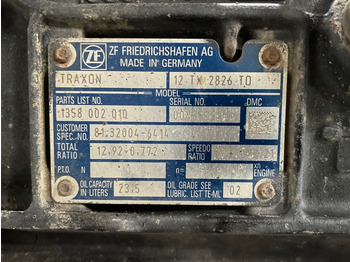 ZF
ZF FRIEDRICHSHAFEN AG
MADE IN GERMANY
TRAXON
12 TX 2826 TO
MODEL
PARTS LIST NO.
SERIAL NO.
DMC
1358 002 010
CUSTOMER SPEC. NO.
81.32004-6414
TOTAL RATIO
12.92-0.772
SPEEDO RATIO
P.T.O.
N
ENGINE
OIL CAPACITY IN LITERS
23.5
OIL GRADE SEE LUBRIC. LIST TE-ML
02